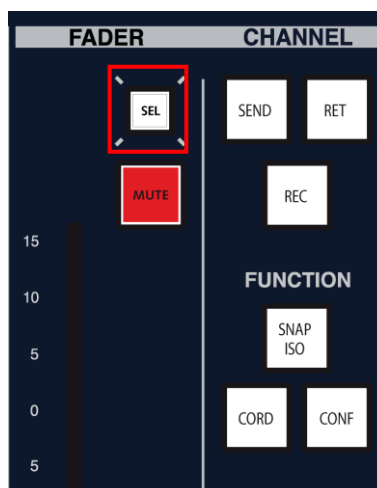 FADER
CHANNEL
SEL
SEND
RET
MUTE
REC
15
10
5
0
5
FUNCTION
SNAP
ISO
CORD
CONF